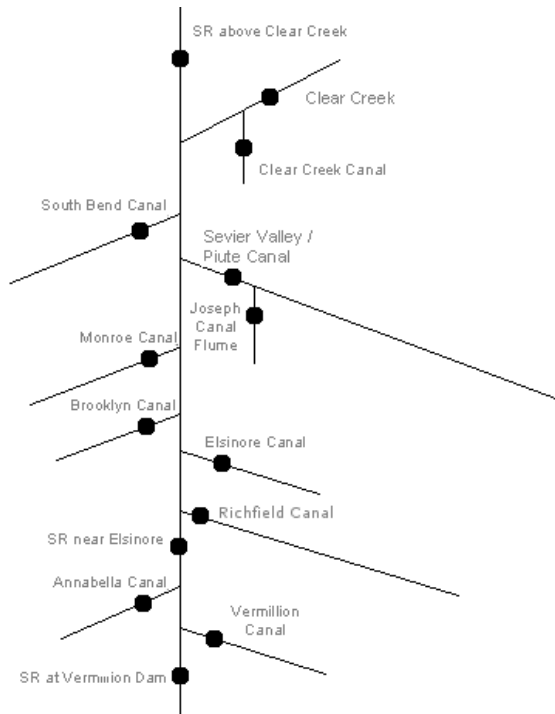 SR above Clear Creek
Clear Creek
Clear Creek Canal
South Bend Canal
Sevier Valley /
Piute Canal
Joseph
Canal
Flume
Monroe Canal
Brooklyn Canal
Elsinore Canal
Richfield Canal
SR near Elsinore
Annabella Canal
Vermillion
Canal
SR at Vermillion Dam